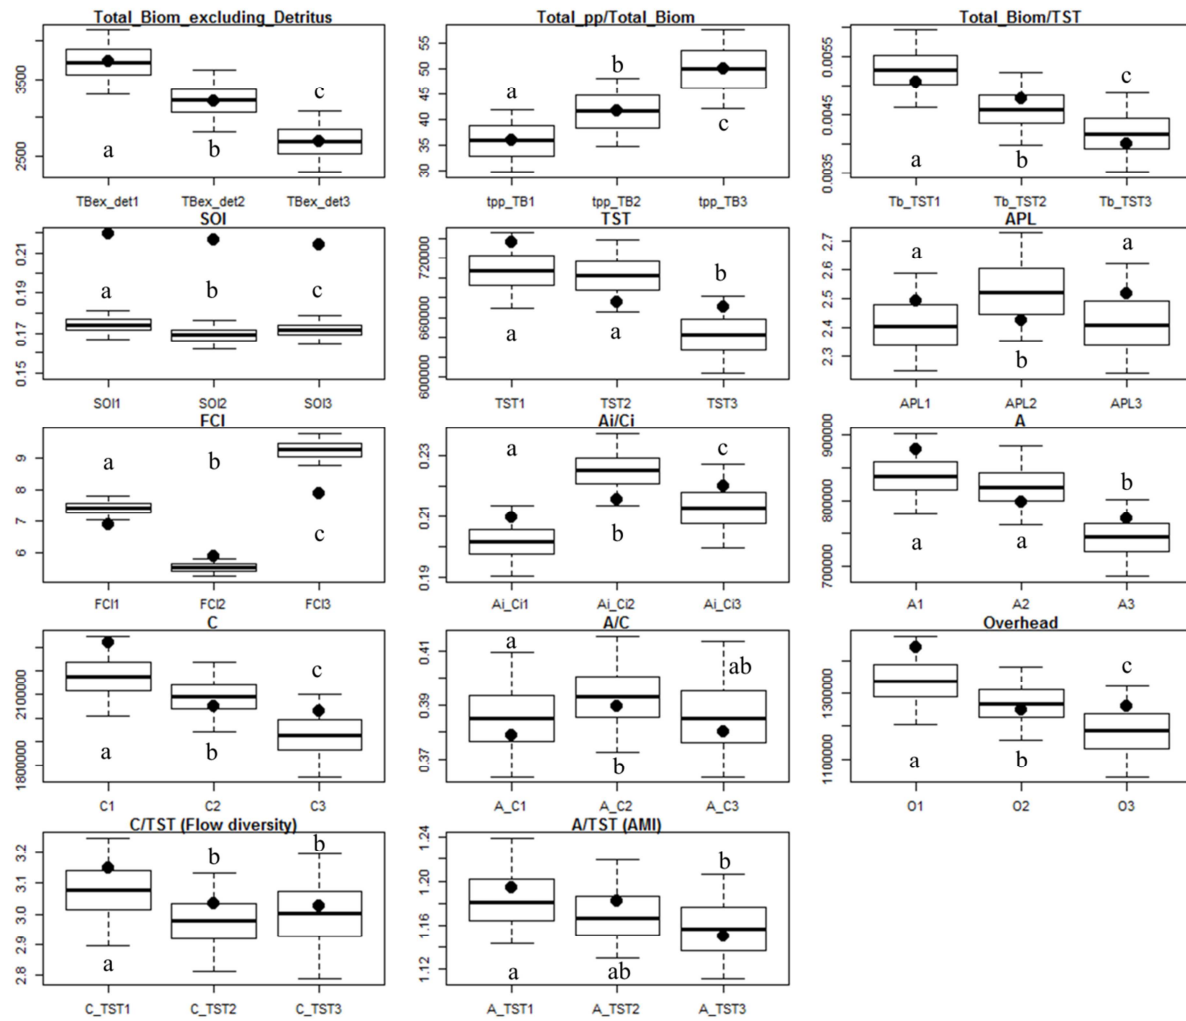 Total_Biom_excluding_Detritus
3500
2500
a
b
c
TBex_det1 TBex_det2 TBex_det3
Total_pp/Total_Biom
55
50
45
40
35
30
a
b
c
tpp_TB1 tpp_TB2 tpp_TB3
Total_Biom/TST
0.0055
0.0045
0.0035
a
b
c
Tb_TST1 Tb_TST2 Tb_TST3
SOI
0.21
0.19
0.17
0.15
a
b
c
SOI1 SOI2 SOI3
TST
720000
660000
600000
a
a
b
TST1 TST2 TST3
APL
2.7
2.6
2.5
2.4
2.3
a
b
a
APL1 APL2 APL3
FCI
9
8
7
6
a
b
c
FCI1 FCI2 FCI3
Ai/Ci
0.23
0.21
0.19
a
b
c
Ai_Ci1 Ai_Ci2 Ai_Ci3
A
900000
800000
700000
a
a
b
A1 A2 A3
C
2100000
1800000
a
b
c
C1 C2 C3
A/C
0.41
0.39
0.37
a
b
ab
A_C1 A_C2 A_C3
Overhead
1300000
1100000
a
b
c
O1 O2 O3
C/TST (Flow diversity)
3.2
3.1
3.0
2.9
2.8
a
b
b
C_TST1 C_TST2 C_TST3
A/TST (AMI)
1.24
1.20
1.16
1.12
a
ab
b
A_TST1 A_TST2 A_TST3